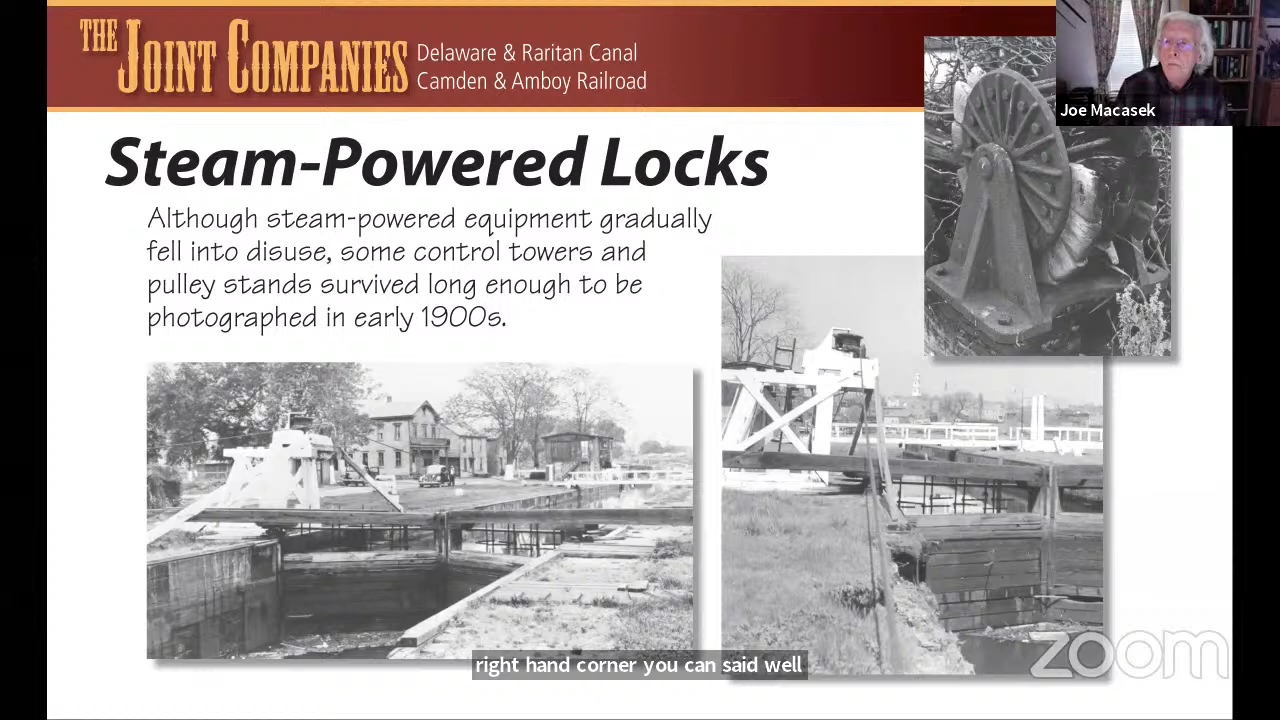 THE JOINT COMPANIES
Delaware & Raritan Canal
Camden & Amboy Railroad
Joe Macasek
Steam-Powered Locks
Although steam-powered equipment gradually
fell into disuse, some control towers and
pulley stands survived long enough to be
photographed in early 1900s.
right hand corner you can said well
zoom